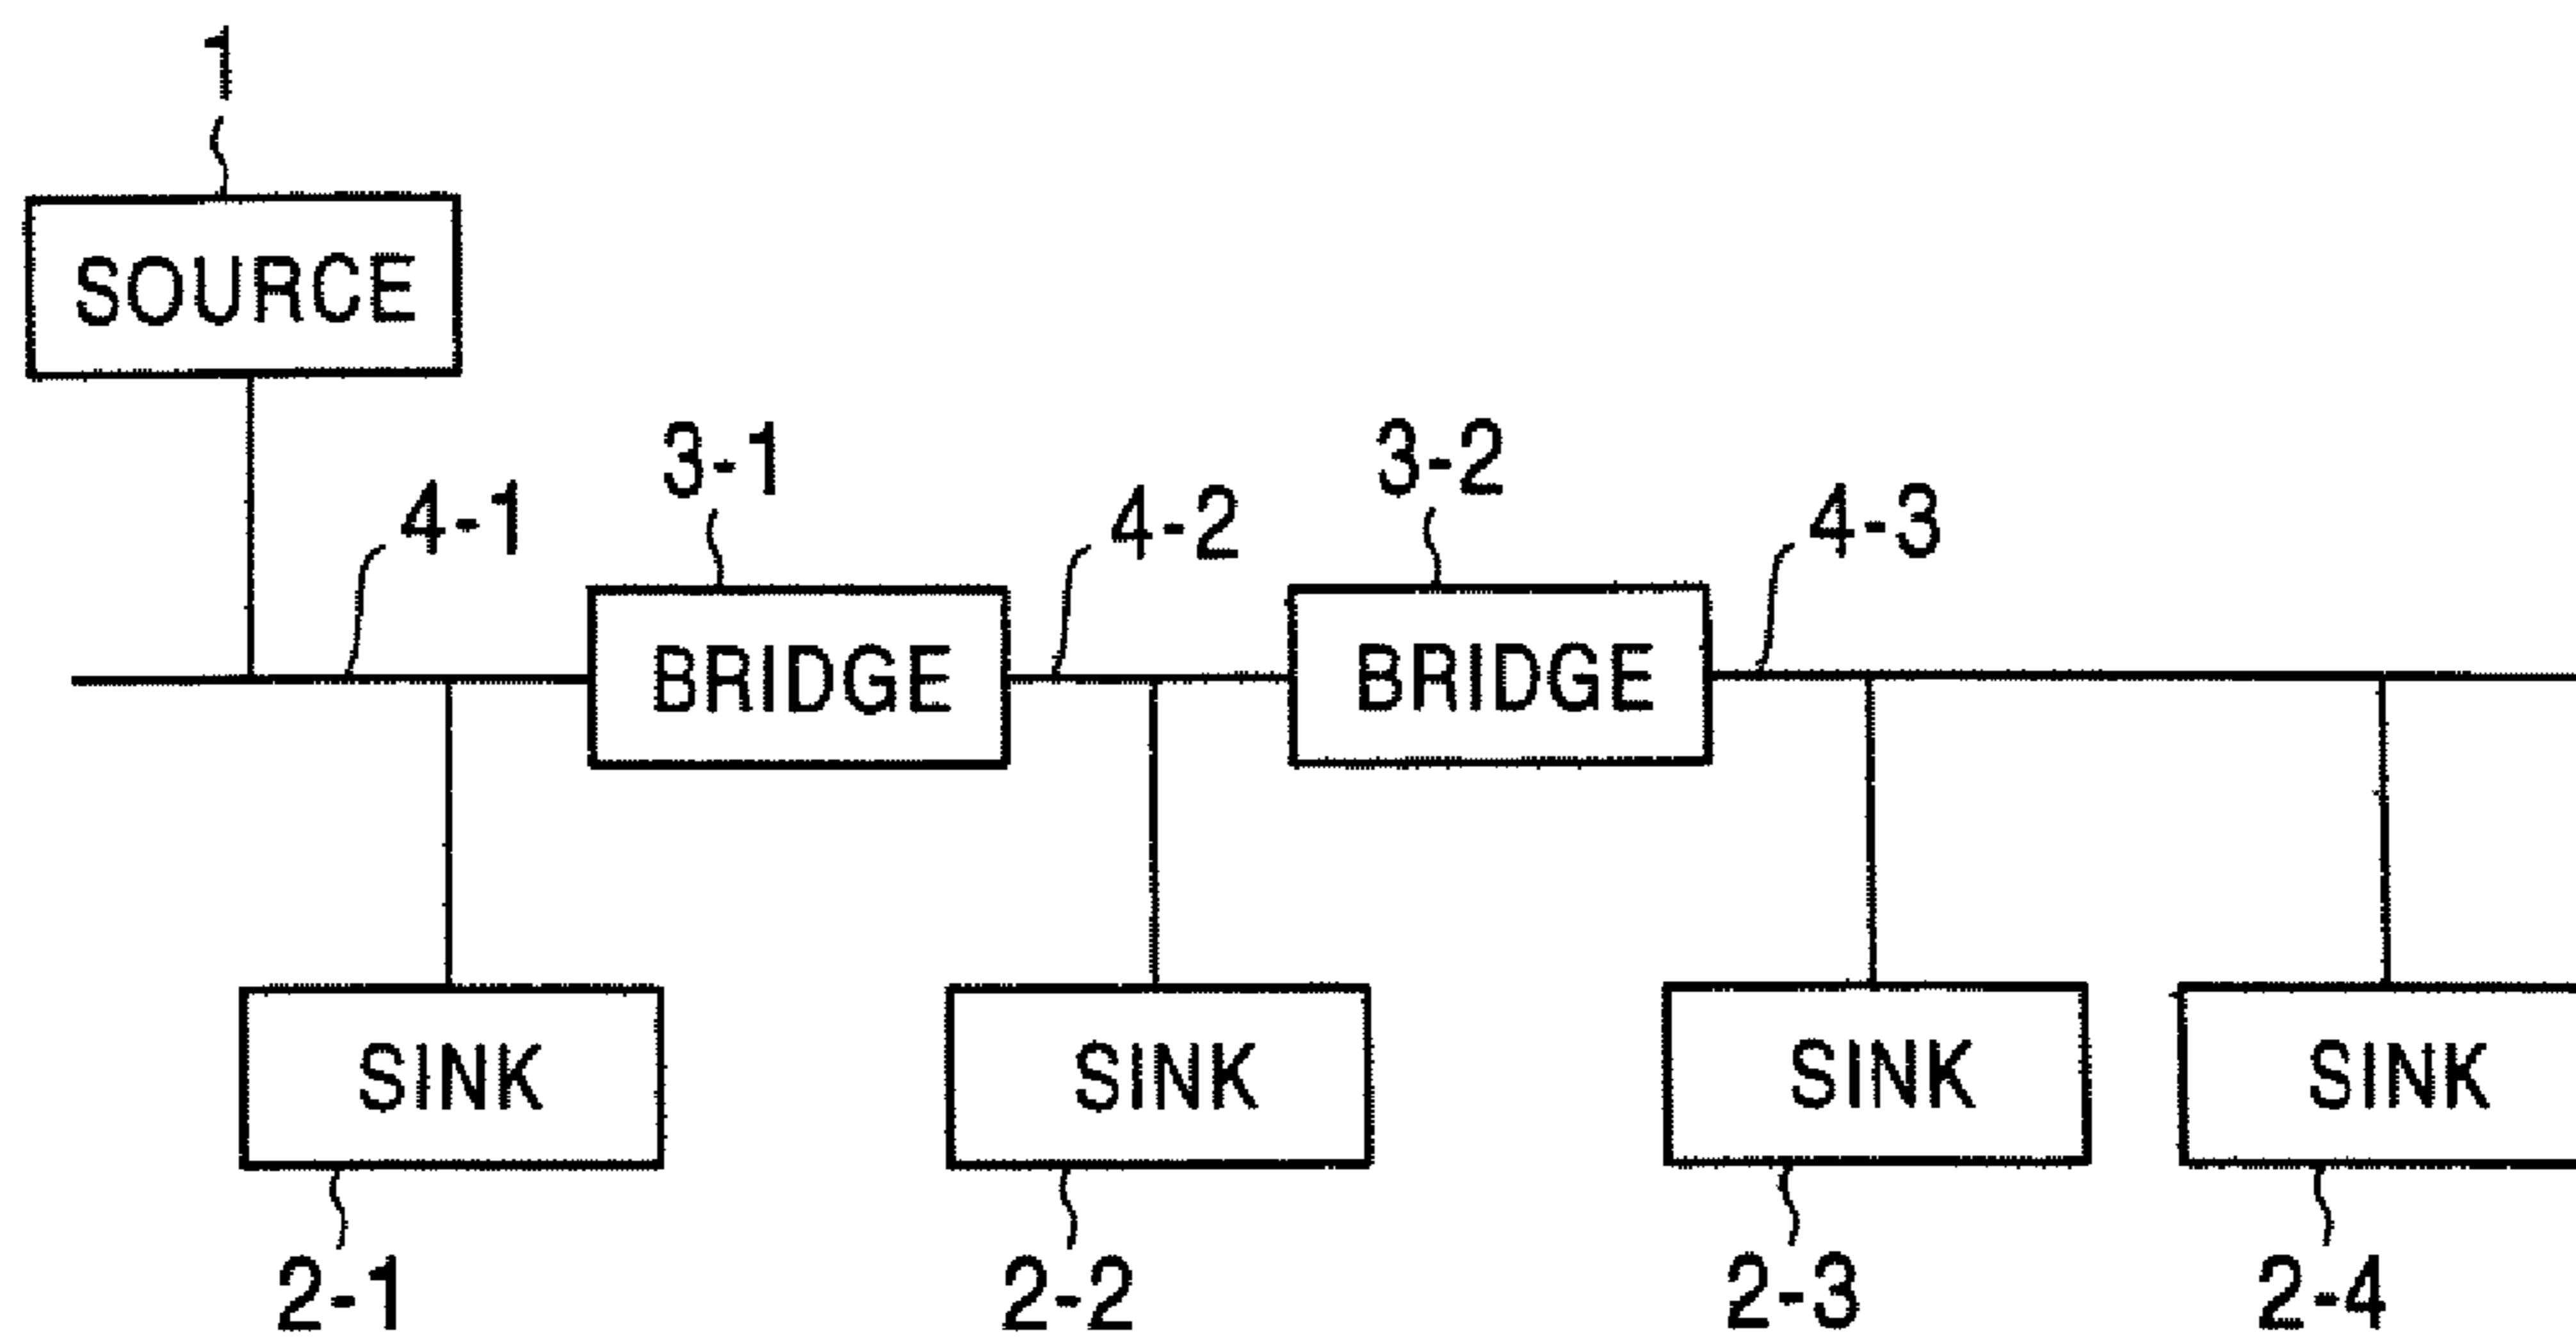 1
SOURCE
3-1
3-2
4-1
4-2
4-3
BRIDGE
BRIDGE
SINK
SINK
SINK
SINK
2-1
2-2
2-3
2-4